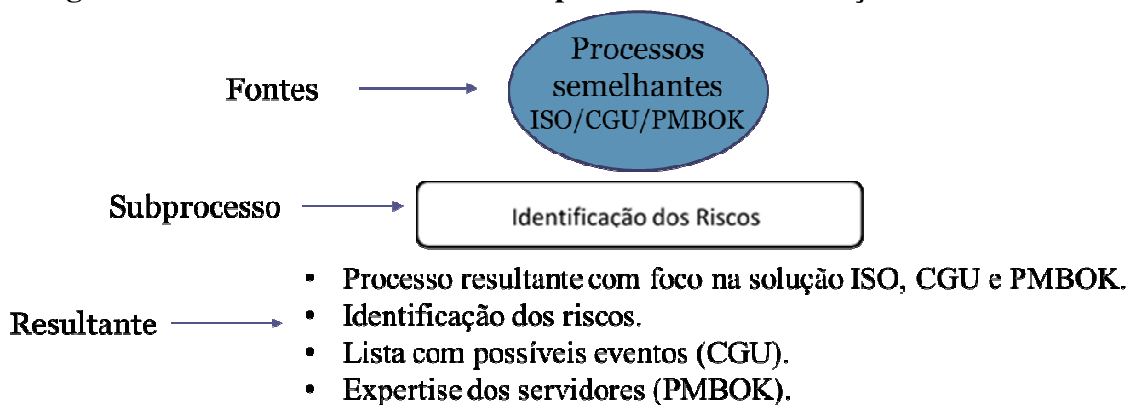 Processos
semelhantes
ISO/CGU/PMBOK
Fontes
Subprocesso
Identificação dos Riscos
• Processo resultante com foco na solução ISO, CGU e PMBOK.
Resultante
• Identificação dos riscos.
• Lista com possíveis eventos (CGU).
• Expertise dos servidores (PMBOK).